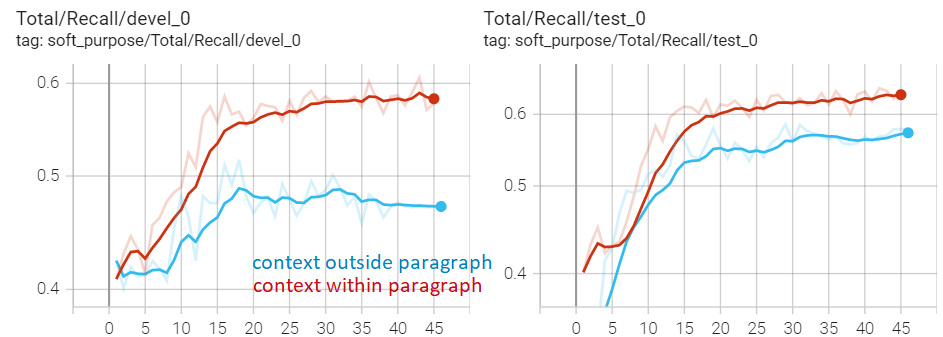 Total/Recall/devel_0
tag: soft_purpose/Total/Recall/devel_0
0.6
0.5
0.4
context outside paragraph
context within paragraph
0 5 10 15 20 25 30 35 40 45
Total/Recall/test_0
tag: soft_purpose/Total/Recall/test_0
0.6
0.5
0.4
0 5 10 15 20 25 30 35 40 45